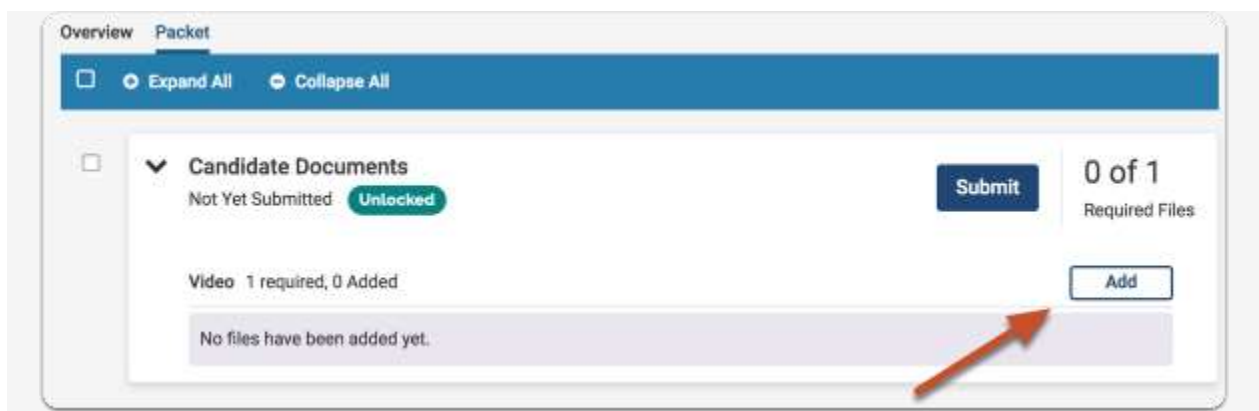 Overview Packet
Expand All Collapse All
Candidate Documents
Not Yet Submitted Unlocked
Submit
0 of 1
Required Files
Video 1 required, 0 Added
Add
No files have been added yet.